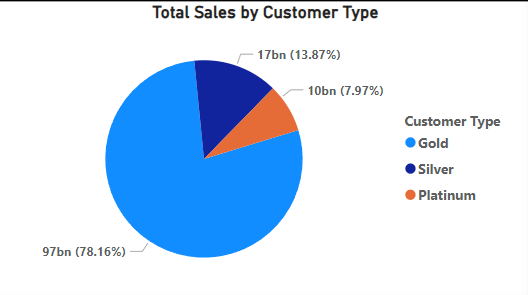 Total Sales by Customer Type
17bn (13.87%)
10bn (7.97%)
Customer Type
Gold
Silver
Platinum
97bn (78.16%)